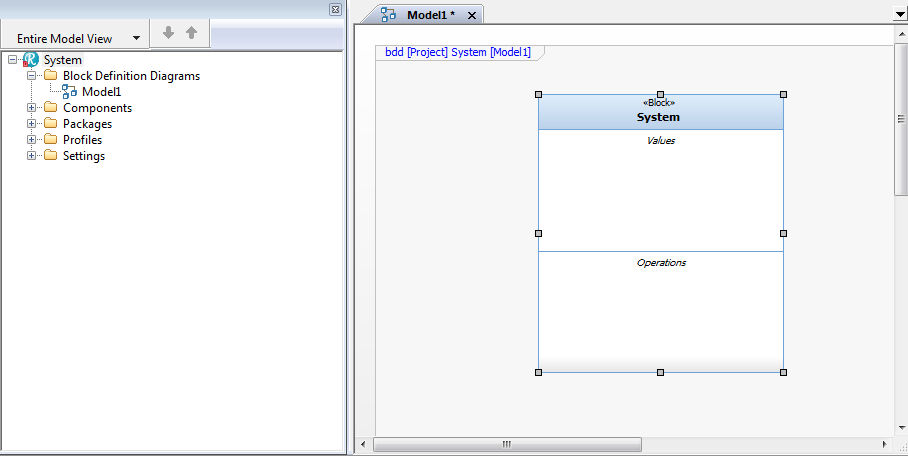 Entire Model View
System
Block Definition Diagrams
Model1
Components
Packages
Profiles
Settings
Model1 *
bdd [Project] System [Model1]
«Block»
System
Values
Operations